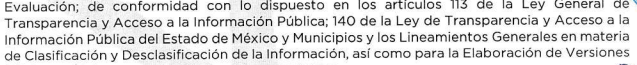 Evaluación; de conformidad con lo dispuesto en los artículos 113 de la Ley General de
Transparencia y Acceso a la Información Pública; 140 de la Ley de Transparencia y Acceso a la
Información Pública del Estado de México y Municipios y los Lineamientos Generales en materia
de Clasificación y Desclasificación de la Información, así como para la Elaboración de Versiones